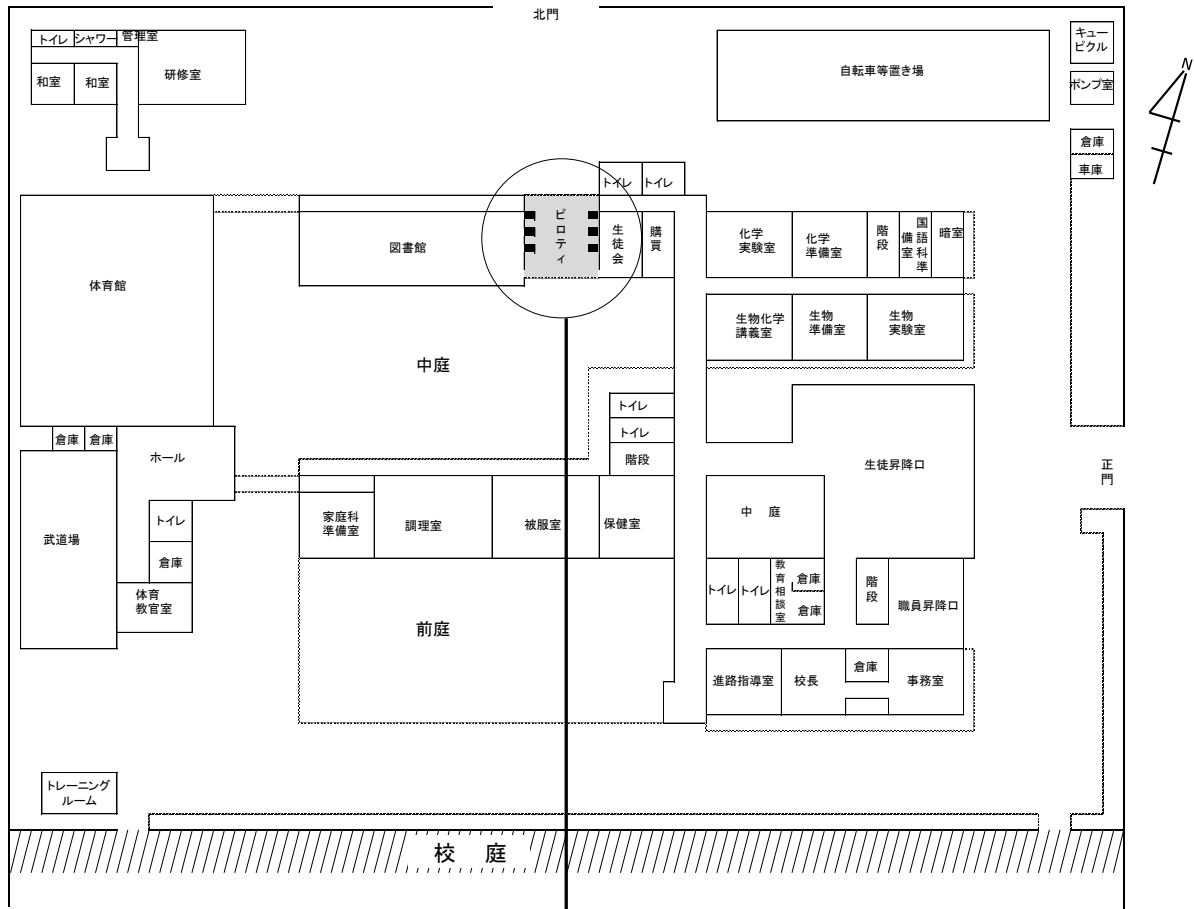 北門
トイレ
シャワー
管理室
和室
和室
研修室
自転車等置き場
キュー
ビクル
ポンプ室
N
倉庫
車庫
トイレ
トイレ
体育館
図書館
ピロティ
生徒会
購買
化学
実験室
化学
準備室
階段
国語科準
備室
暗室
生物化学
講義室
生物
準備室
生物
実験室
中庭
トイレ
トイレ
階段
倉庫
倉庫
ホール
生徒昇降口
正門
武道場
トイレ
倉庫
体育
教官室
家庭科
準備室
調理室
被服室
保健室
中 庭
トイレ
トイレ
教育相談室
倉庫
倉庫
階段
職員昇降口
前庭
進路指導室
校長
倉庫
事務室
トレーニング
ルーム
校 庭